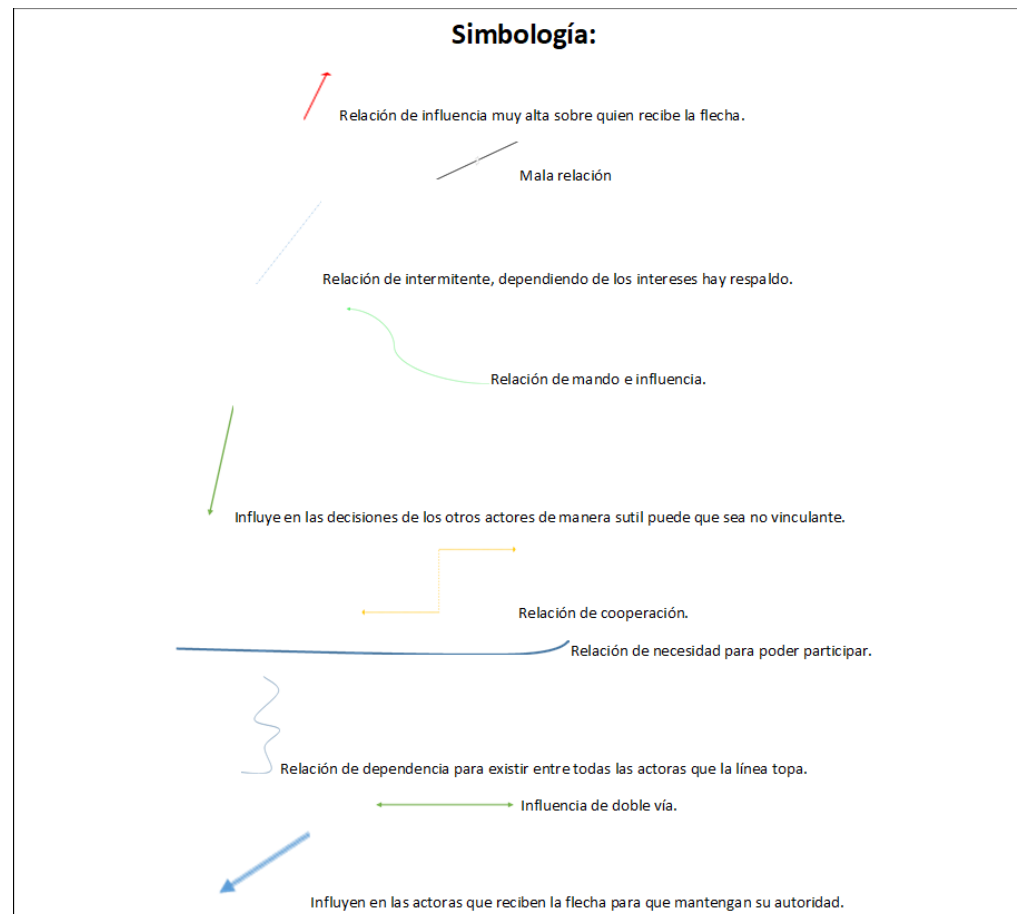 Simbología:
Relación de influencia muy alta sobre quien recibe la flecha.
Mala relación
Relación de intermitente, dependiendo de los intereses hay respaldo.
Relación de mando e influencia.
Influye en las decisiones de los otros actores de manera sutil puede que sea no vinculante.
Relación de cooperación.
Relación de necesidad para poder participar.
Relación de dependencia para existir entre todas las actoras que la línea topa.
Influencia de doble vía.
Influyen en las actoras que reciben la flecha para que mantengan su autoridad.